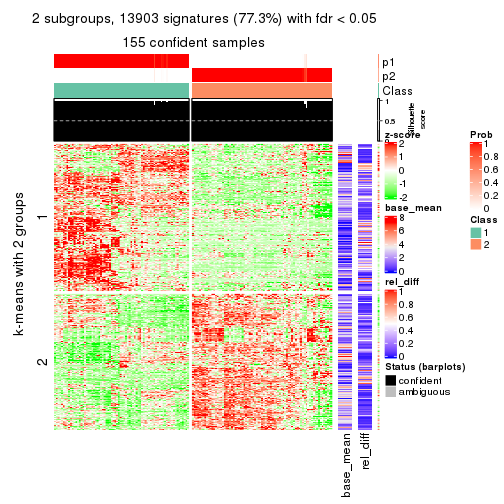 2 subgroups, 13903 signatures (77.3%) with fdr < 0.05
155 confident samples
p1
p2
Class
1
0.5
0
Silhouette
score
k-means with 2 groups
1
2
base_mean
rel_diff
z-score
2
1
0
-1
-2
base_mean
8
6
4
2
0
rel_diff
1
0.8
0.6
0.4
0.2
0
Status (barplots)
confident
ambiguous
Prob
1
0.8
0.6
0.4
0.2
0
Class
1
2